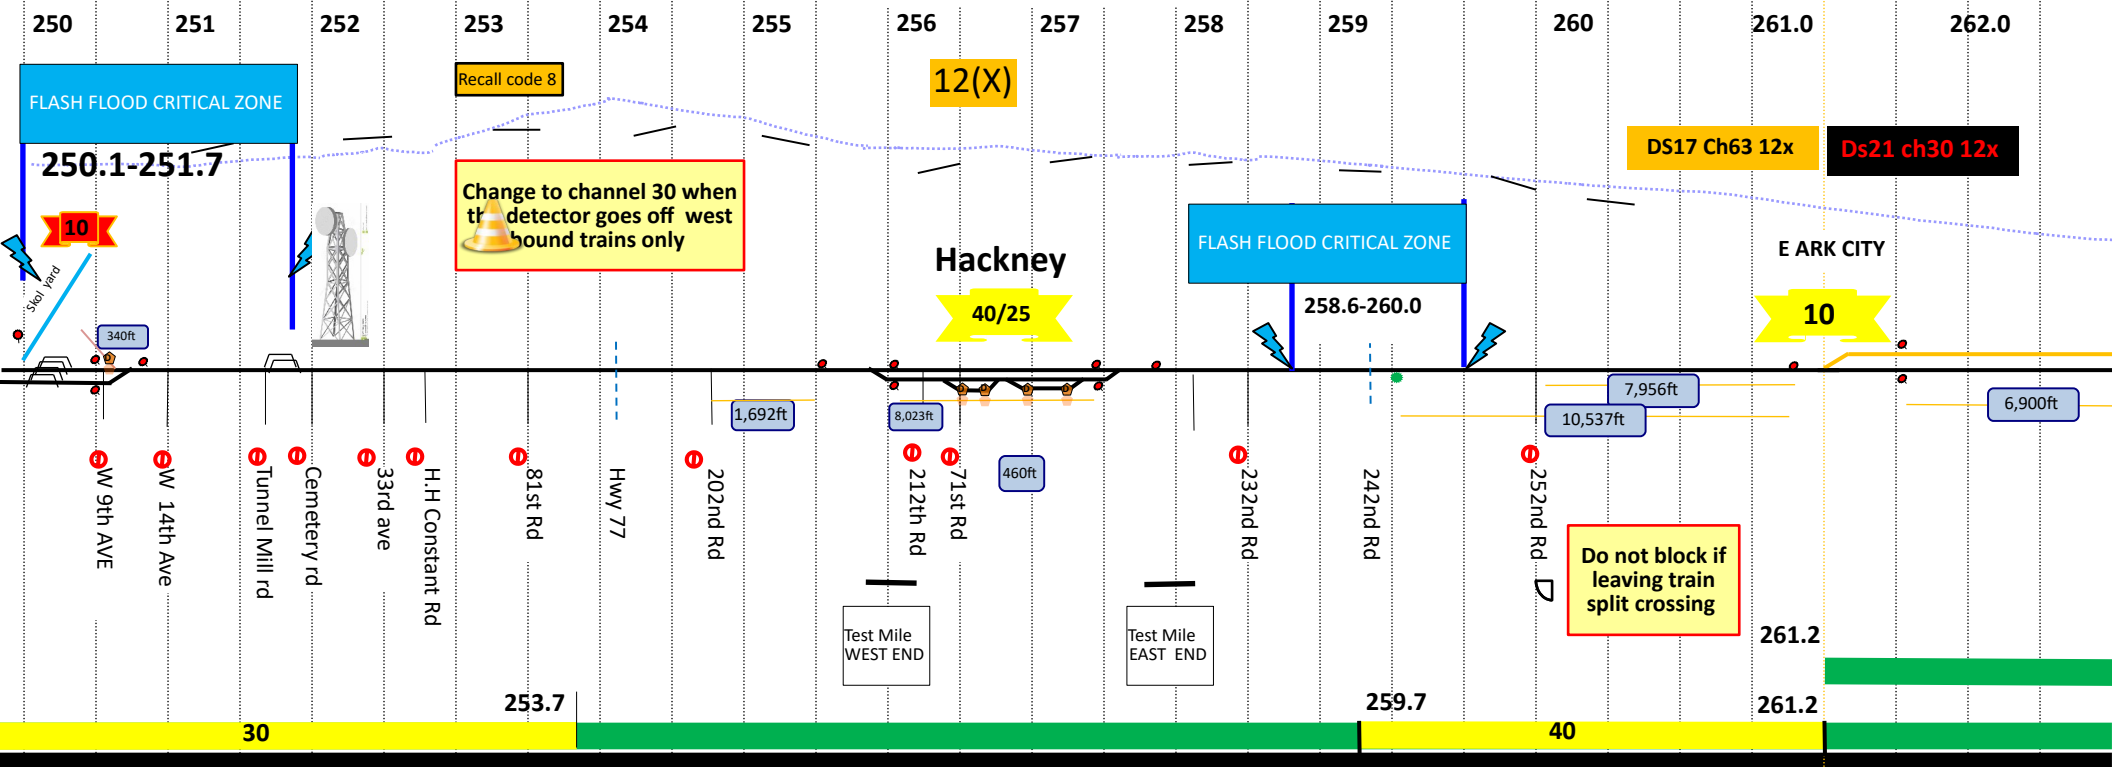 250
251
252
253
254
255
256
257
258
259
260
261.0
262.0
FLASH FLOOD CRITICAL ZONE
250.1-251.7
Recall code 8
12(X)
DS17 Ch63 12x
Ds21 ch30 12x
Change to channel 30 when
the detector goes off west
bound trains only
10
Skol yard
340ft
Hackney
40/25
FLASH FLOOD CRITICAL ZONE
258.6-260.0
E ARK CITY
10
1,692ft
8,023ft
460ft
7,956ft
10,537ft
6,900ft
W 9th AVE
W 14th Ave
Tunnel Mill rd
Cemetery rd
33rd ave
H.H Constant Rd
81st Rd
Hwy 77
202nd Rd
212th Rd
71st Rd
232nd Rd
242nd Rd
252nd Rd
Do not block if
leaving train
split crossing
Test Mile
WEST END
Test Mile
EAST END
261.2
253.7
259.7
261.2
30
40